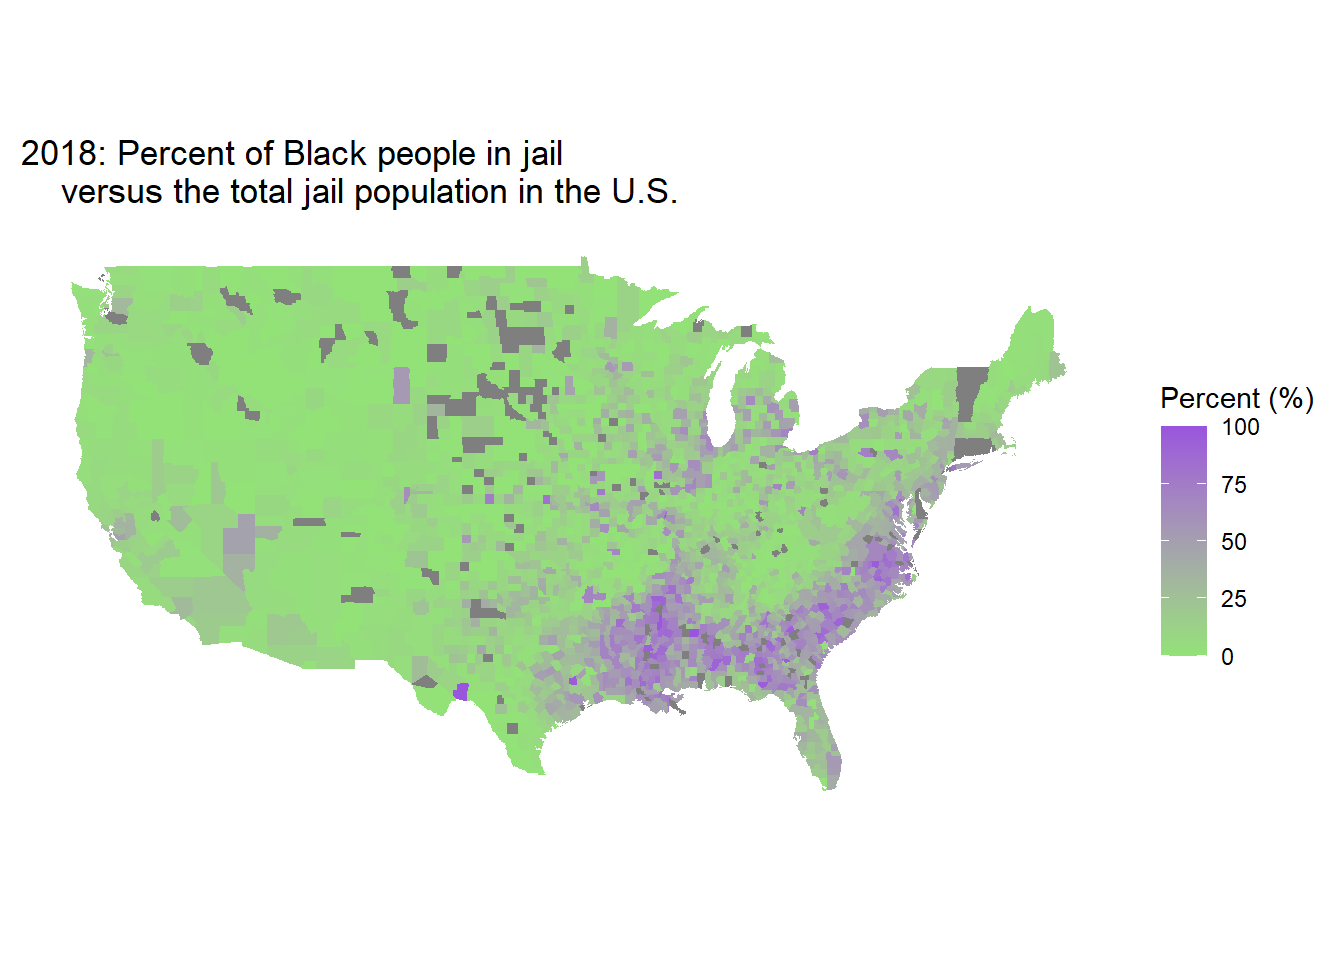 2018: Percent of Black people in jail
versus the total jail population in the U.S.
Percent (%)
100
75
50
25
0